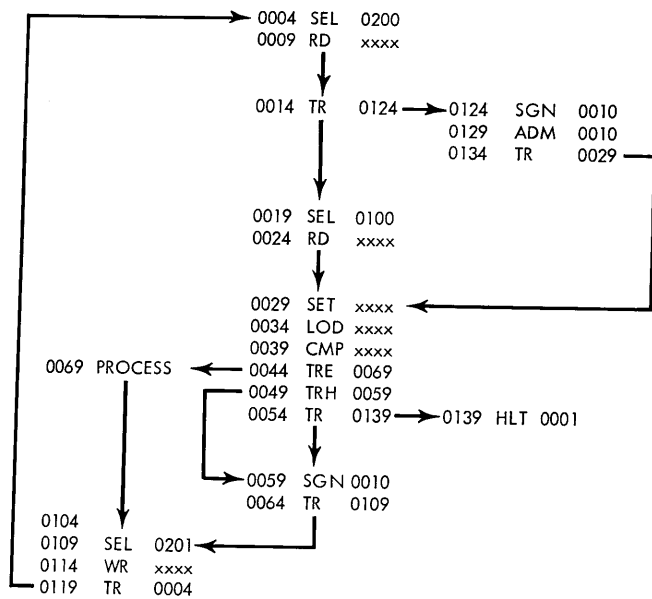 0004 SEL 0200
0009 RD xxxx
0014 TR 0124
0124 SGN 0010
0129 ADM 0010
0134 TR 0029
0019 SEL 0100
0024 RD xxxx
0029 SET xxxx
0034 LOD xxxx
0039 CMP xxxx
0069 PROCESS
0044 TRE 0069
0049 TRH 0059
0054 TR 0139
0139 HLT 0001
0059 SGN 0010
0064 TR 0109
0104
0109 SEL 0201
0114 WR xxxx
0119 TR 0004